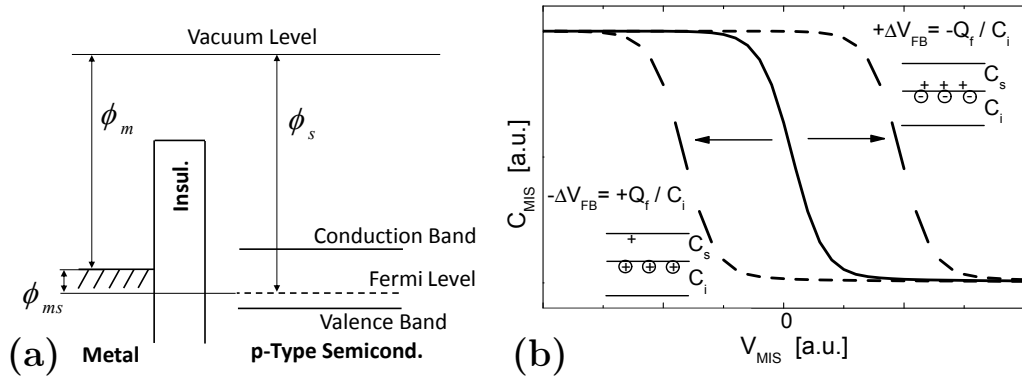 Vacuum Level
ϕm
ϕs
Insul.
Conduction Band
Fermi Level
ϕms
Valence Band
(a)
Metal
p-Type Semicond.
+ΔVFB= -Qf / Ci
+ + +
Cs
- - -
Ci
CMIS [a.u.]
-ΔVFB= +Qf / Ci
+
Cs
+ + +
Ci
0
(b)
VMIS [a.u.]